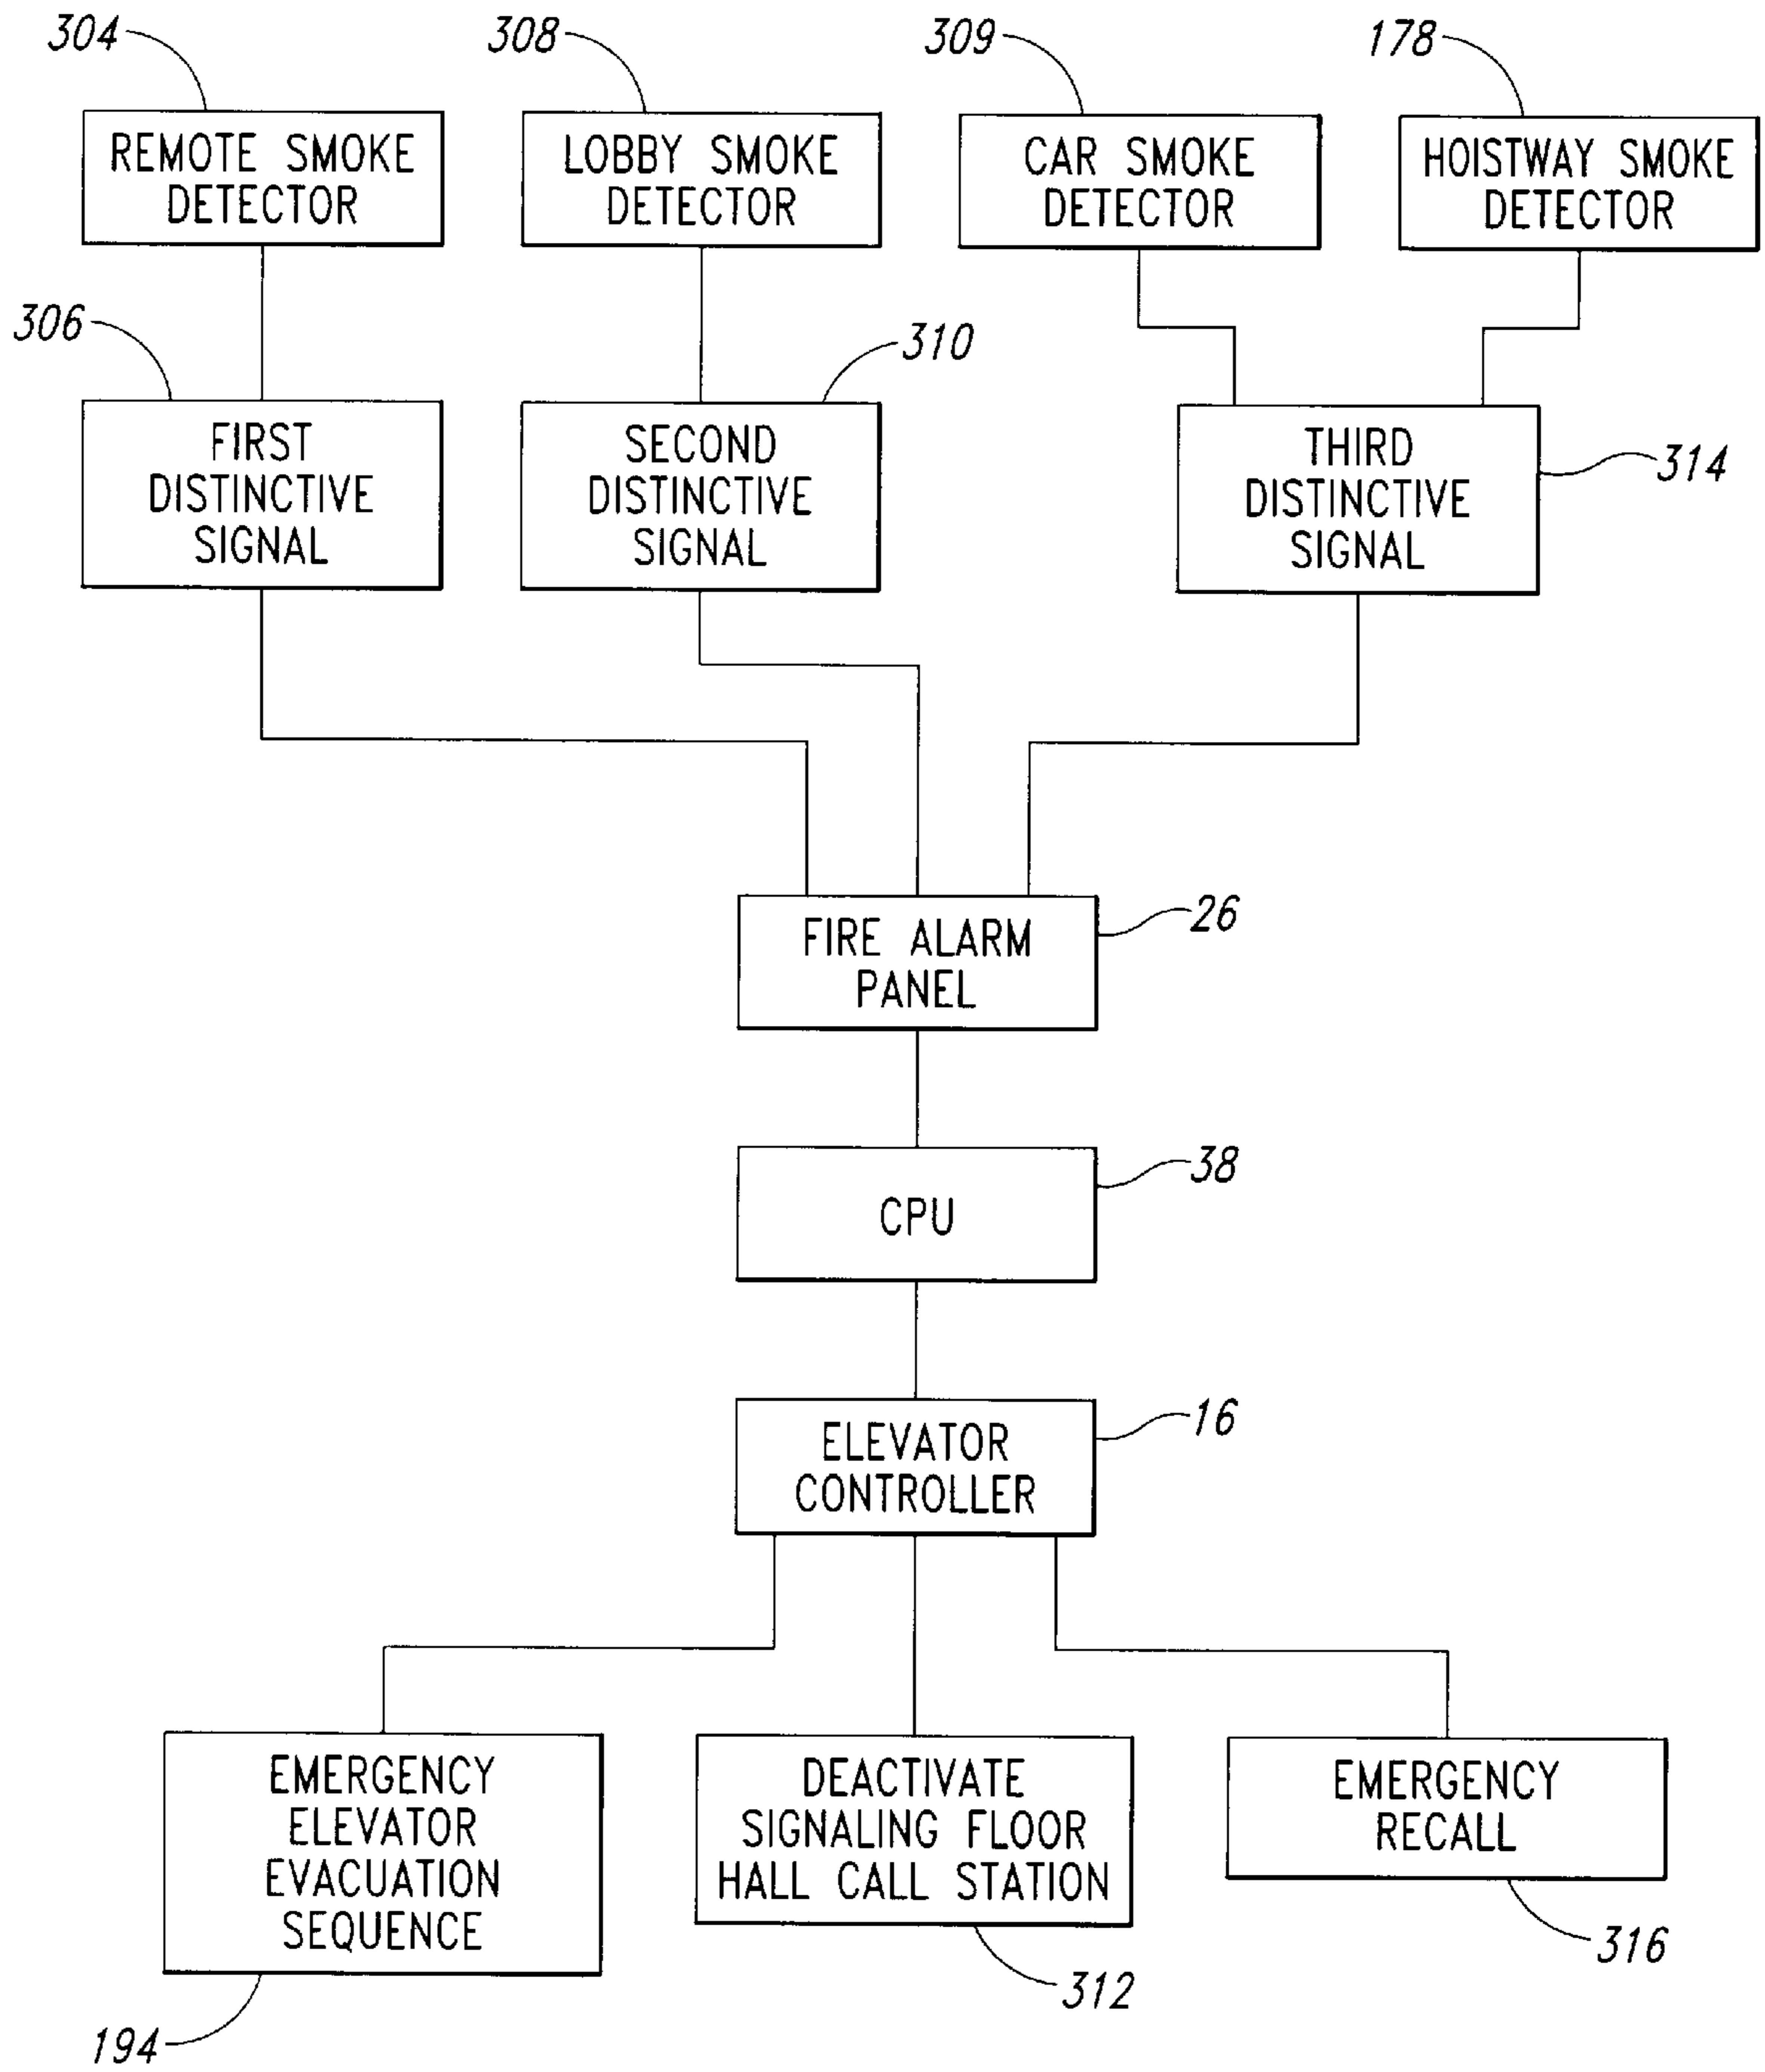 304
308
309
178
REMOTE SMOKE
DETECTOR
LOBBY SMOKE
DETECTOR
CAR SMOKE
DETECTOR
HOISTWAY SMOKE
DETECTOR
306
310
314
FIRST
DISTINCTIVE
SIGNAL
SECOND
DISTINCTIVE
SIGNAL
THIRD
DISTINCTIVE
SIGNAL
FIRE ALARM
PANEL
26
CPU
38
ELEVATOR
CONTROLLER
16
EMERGENCY
ELEVATOR
EVACUATION
SEQUENCE
DEACTIVATE
SIGNALING FLOOR
HALL CALL STATION
EMERGENCY
RECALL
194
312
316